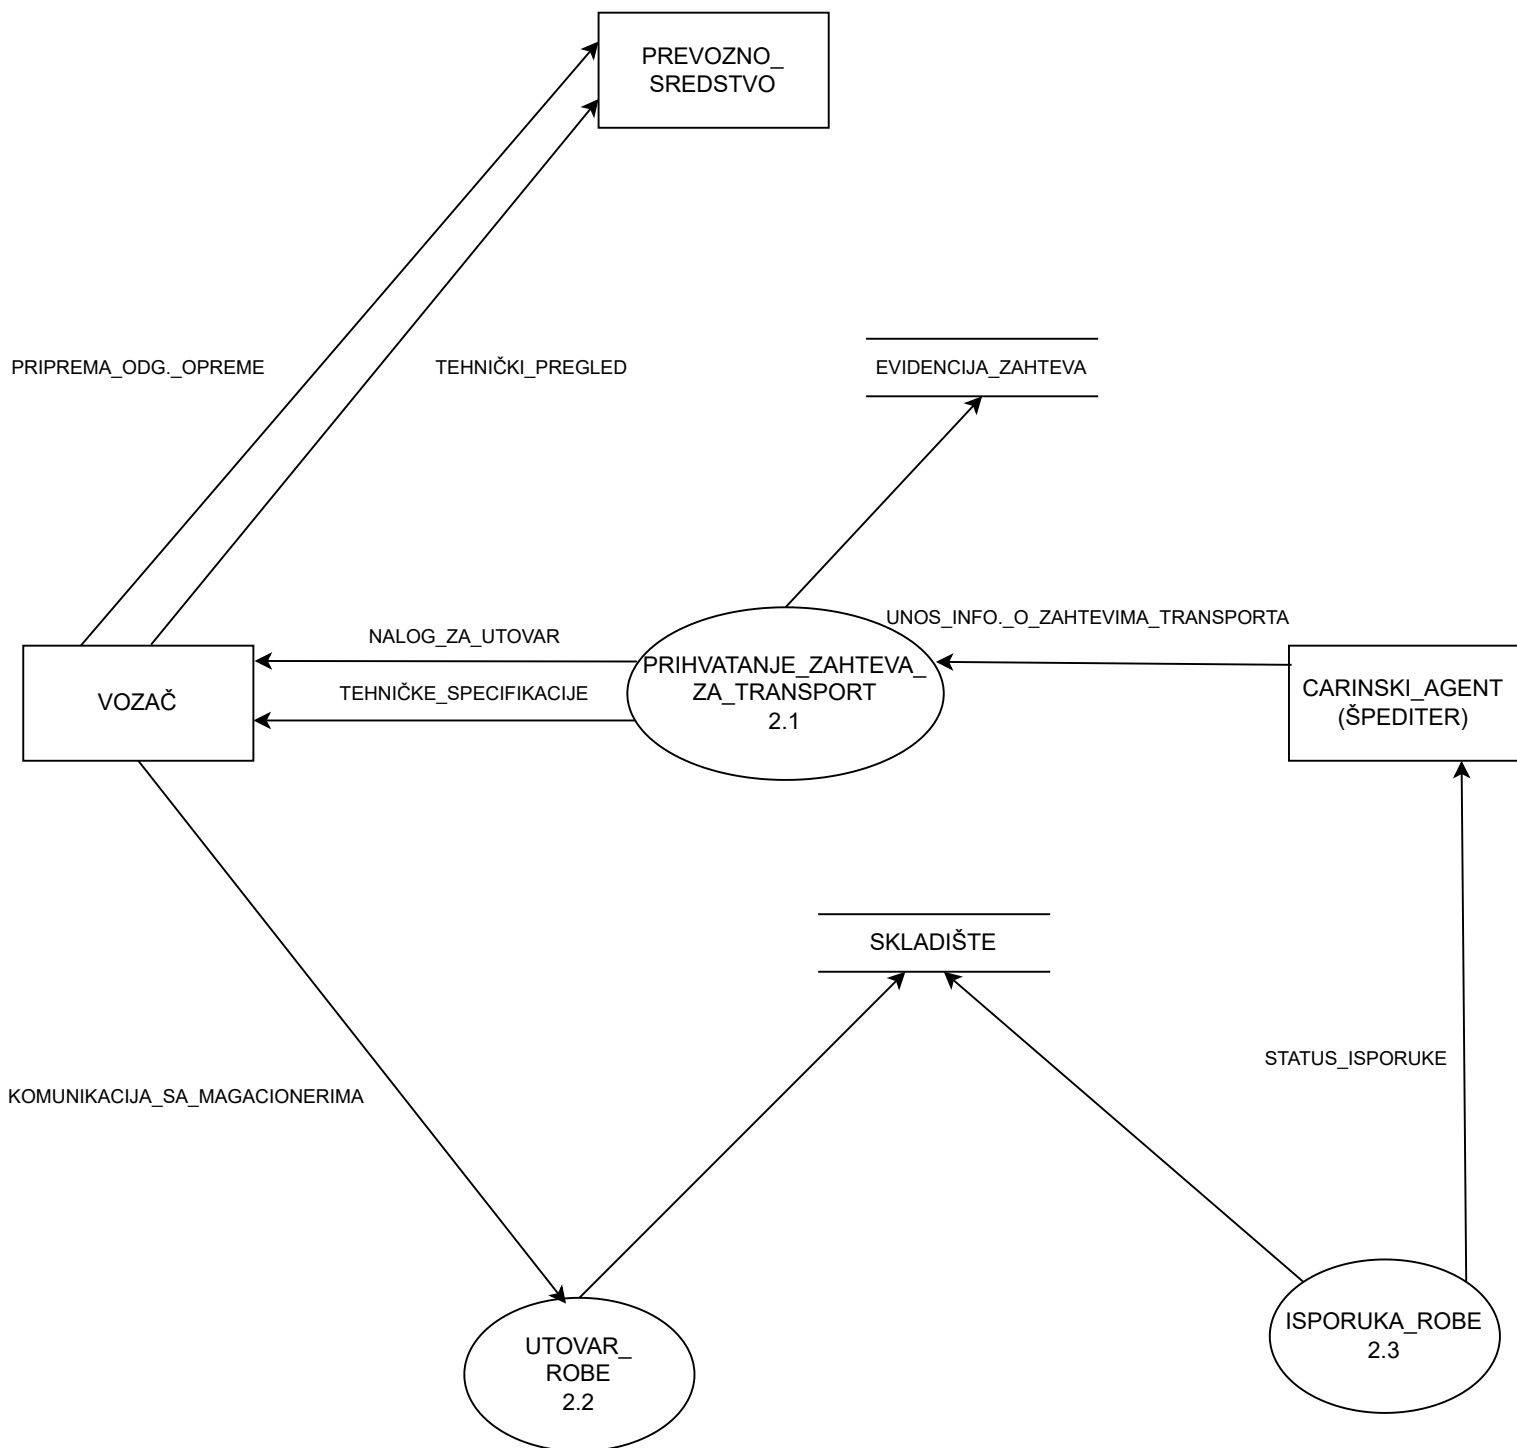 PREVOZNO_
SREDSTVO
PRIPREMA_ODG._OPREME
TEHNIČKI_PREGLED
EVIDENCIJA_ZAHTEVA
NALOG_ZA_UTOVAR
UNOS_INFO._O_ZAHTEVIMA_TRANSPORTA
VOZAČ
TEHNIČKE_SPECIFIKACIJE
PRIHVATANJE_ZAHTEVA_
ZA_TRANSPORT
2.1
CARINSKI_AGENT
(ŠPEDITER)
SKLADIŠTE
STATUS_ISPORUKE
KOMUNIKACIJA_SA_MAGACIONERIMA
UTOVAR_
ROBE
2.2
ISPORUKA_ROBE
2.3